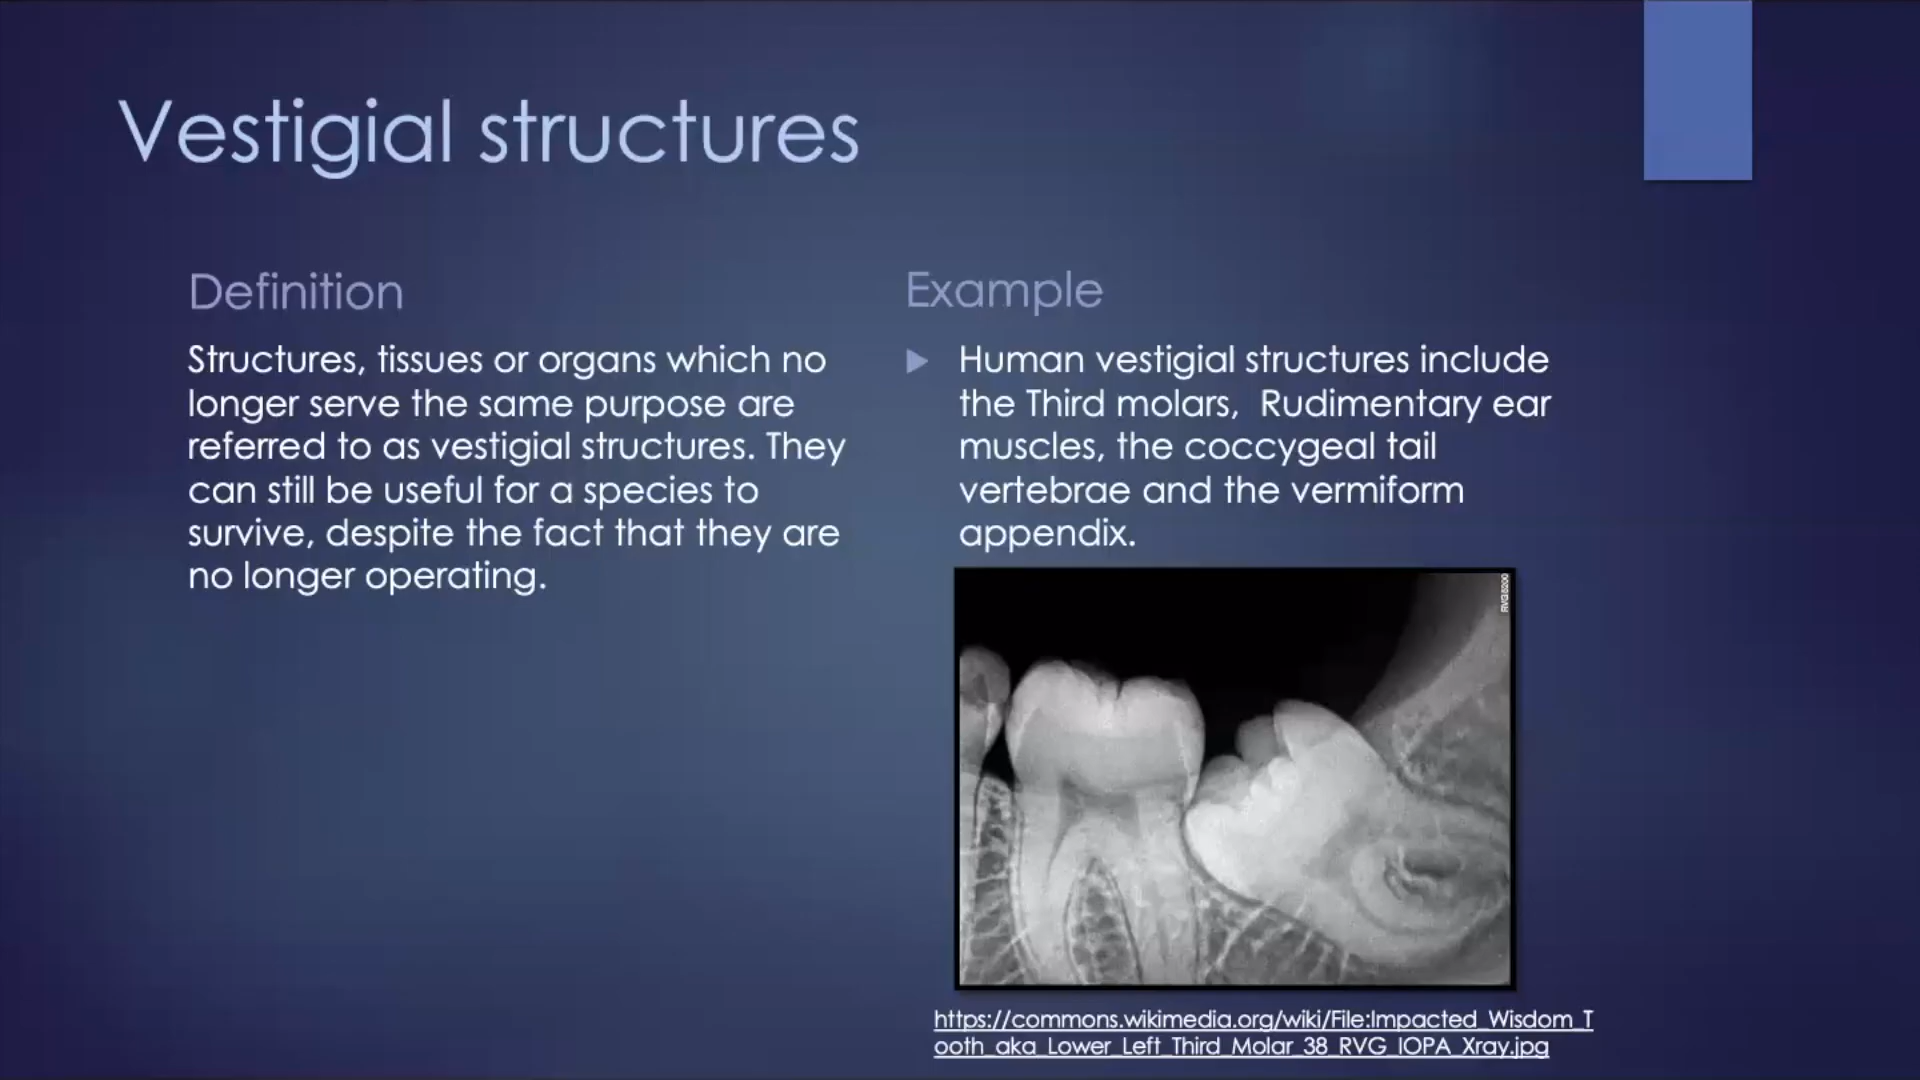 Vestigial structures
Definition
Structures, tissues or organs which no
longer serve the same purpose are
referred to as vestigial structures. They
can still be useful for a species to
survive, despite the fact that they are
no longer operating.
Example
Human vestigial structures include
the Third molars,  Rudimentary ear
muscles, the coccygeal tail
vertebrae and the vermiform
appendix.
RVG5200
https://commons.wikimedia.org/wiki/File:Impacted_Wisdom_T
ooth_aka_Lower_Left_Third_Molar_38_RVG_IOPA_Xray.jpg